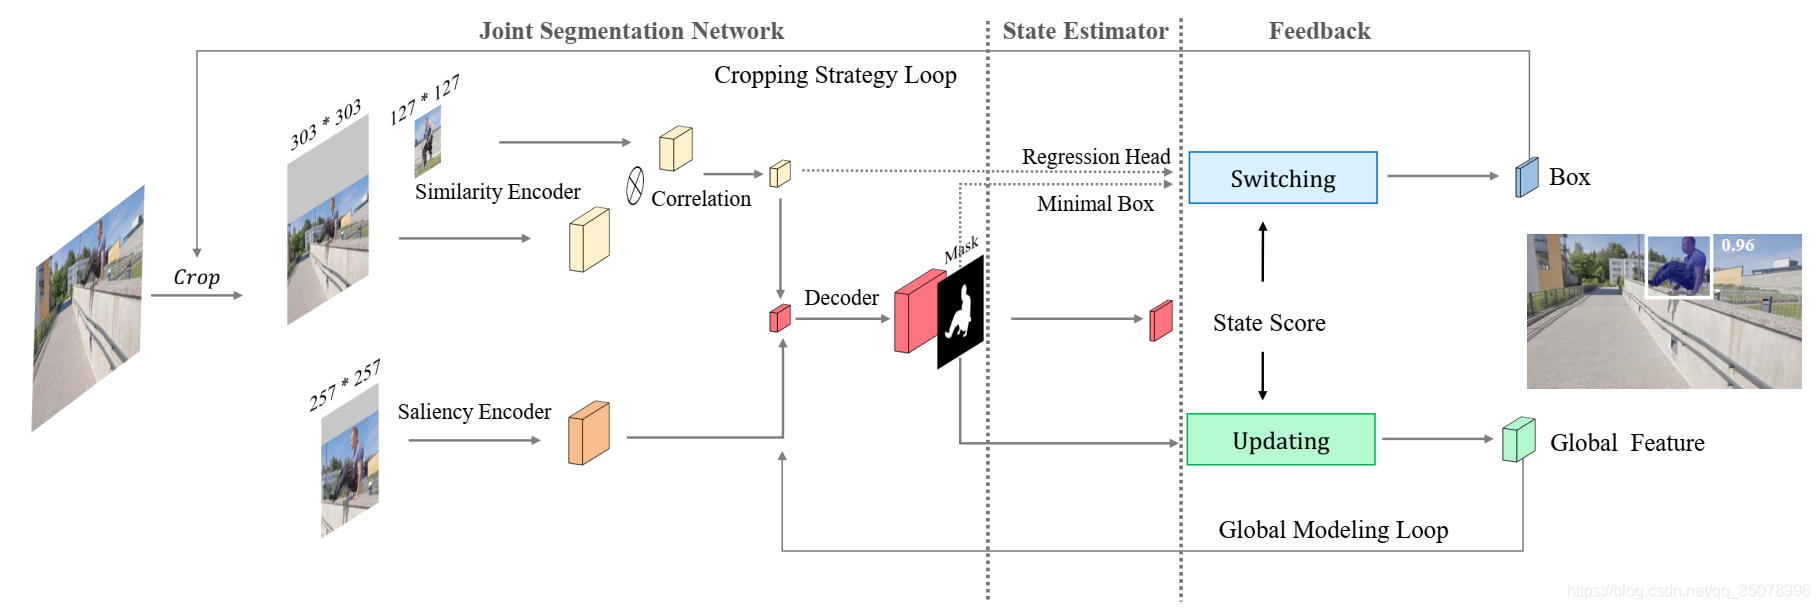 Joint Segmentation Network
State Estimator
Feedback
Cropping Strategy Loop
303 * 303
127 * 127
Similarity Encoder
Correlation
Regression Head
Minimal Box
Switching
Box
Crop
Mask
Decoder
0.96
State Score
257 * 257
Saliency Encoder
Updating
Global Feature
Global Modeling Loop
https://blog.csdn.net/qq_35078996